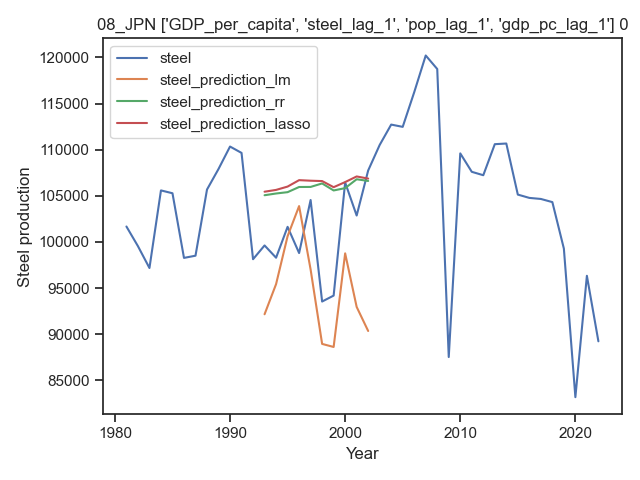 08_JPN ['GDP_per_capita', 'steel_lag_1', 'pop_lag_1', 'gdp_pc_lag_1'] 0
steel
steel_prediction_lm
steel_prediction_rr
steel_prediction_lasso
120000
115000
110000
105000
100000
95000
90000
85000
Steel production
1980 1990 2000 2010 2020
Year